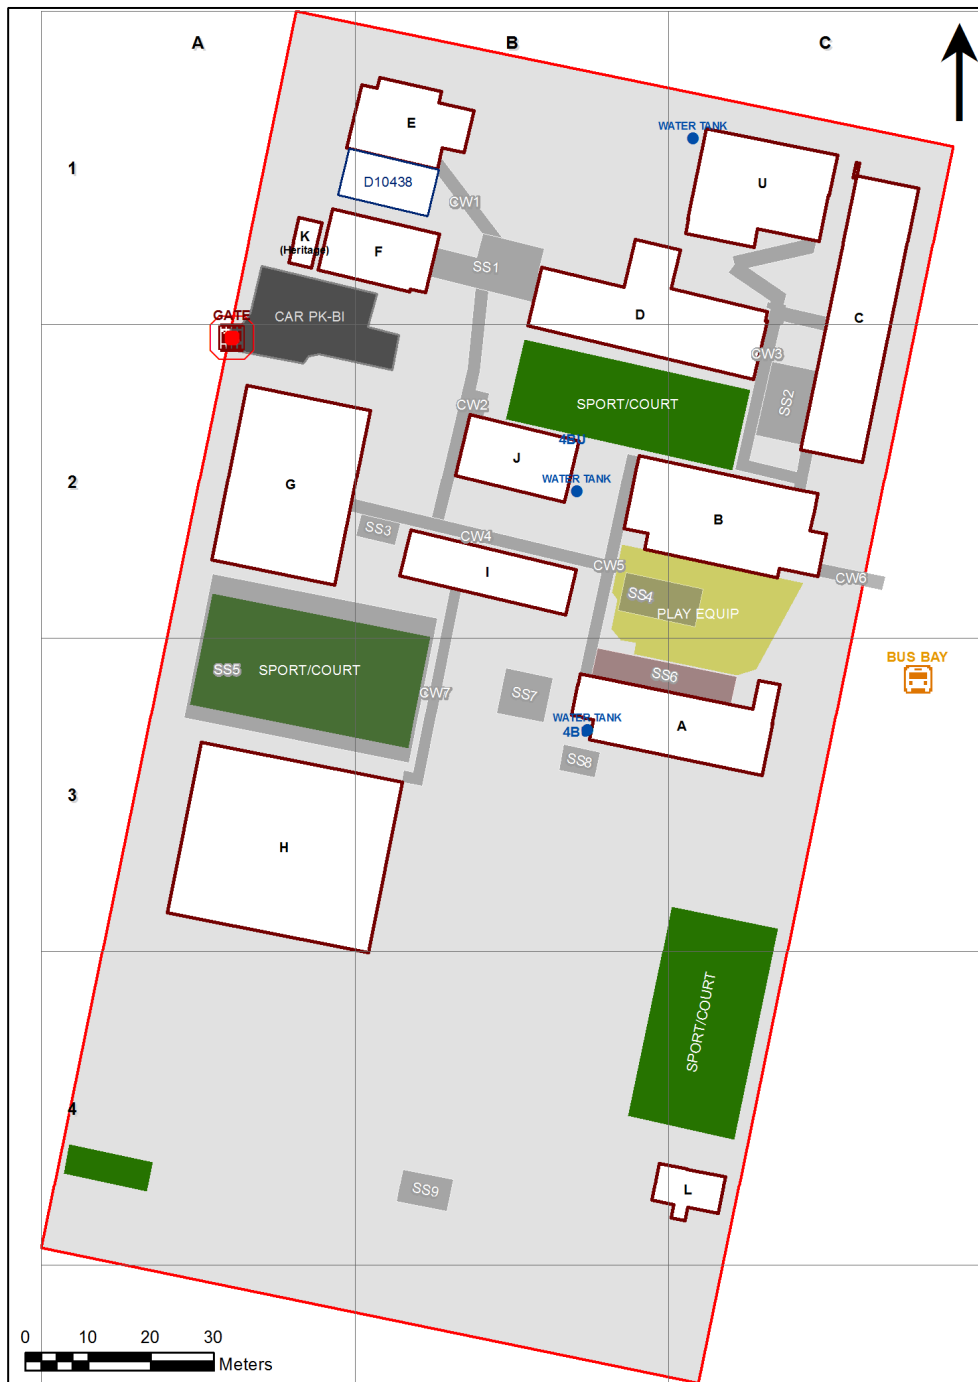 A B C
WATER TANK
E
1
U
D10438
CW1
K
(Heritage)
F
SS1
GATE
CAR PK-BI
D
C
CW3
SS2
CW2
SPORT/COURT
4BU
J
WATER TANK
G
2
B
SS3
CW4
CW5
I
CW6
SS4
PLAY EQUIP
BUS BAY
SS5
SPORT/COURT
SS6
CW7
SS7
WATER TANK
4B
A
SS8
3
H
SPORT/COURT
4
SS9
L
0 10 20 30
Meters